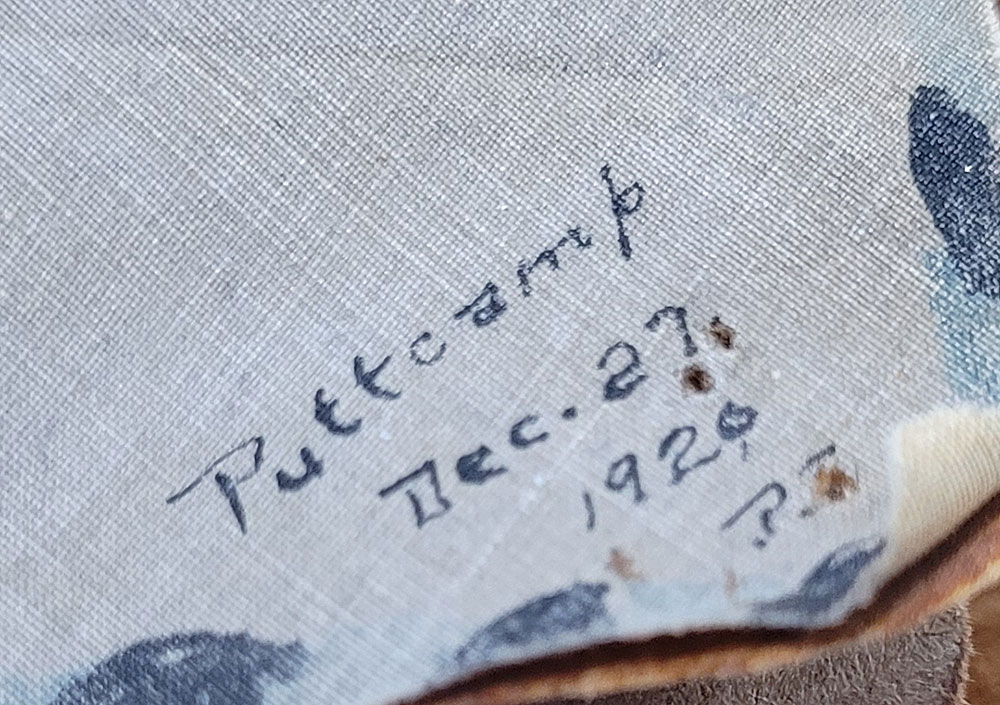 Puttcamp
Dec. 27,
1920
P.I.